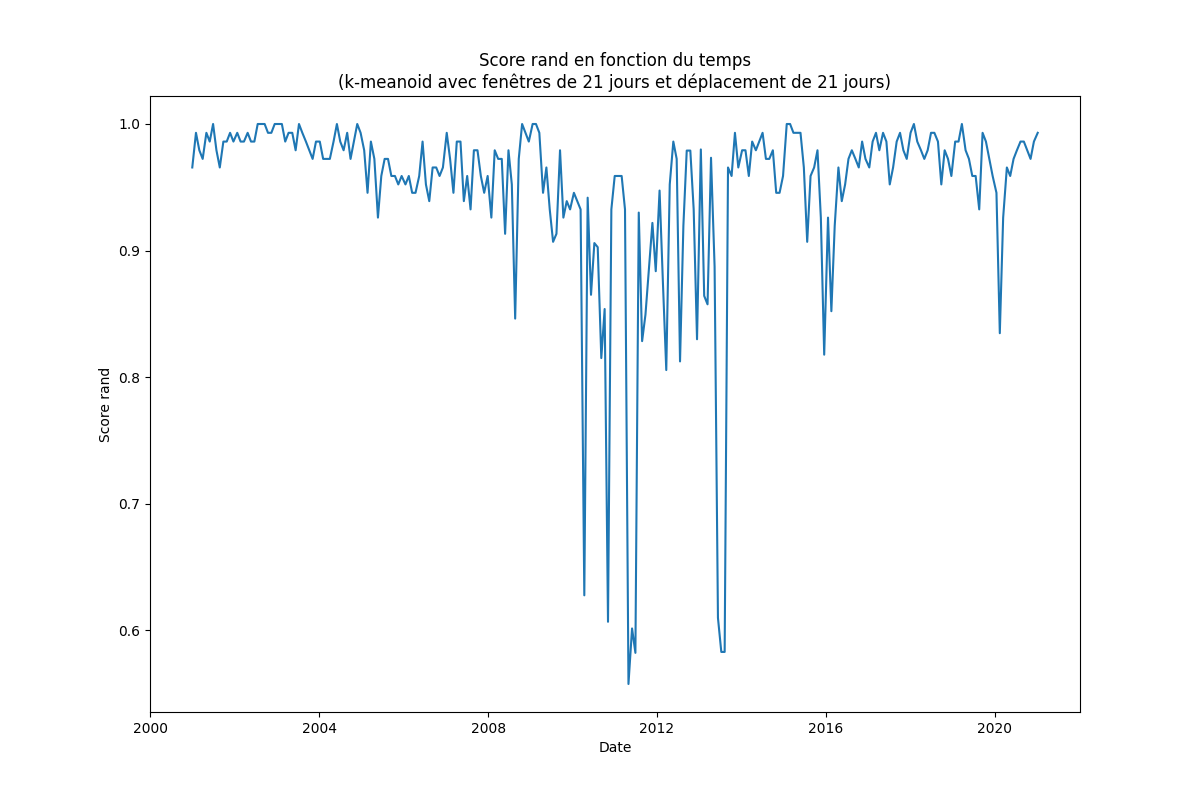 Score rand en fonction du temps
(k-meanoid avec fenêtres de 21 jours et déplacement de 21 jours)
1.0
0.9
0.8
0.7
0.6
Score rand
2000 2004 2008 2012 2016 2020
Date